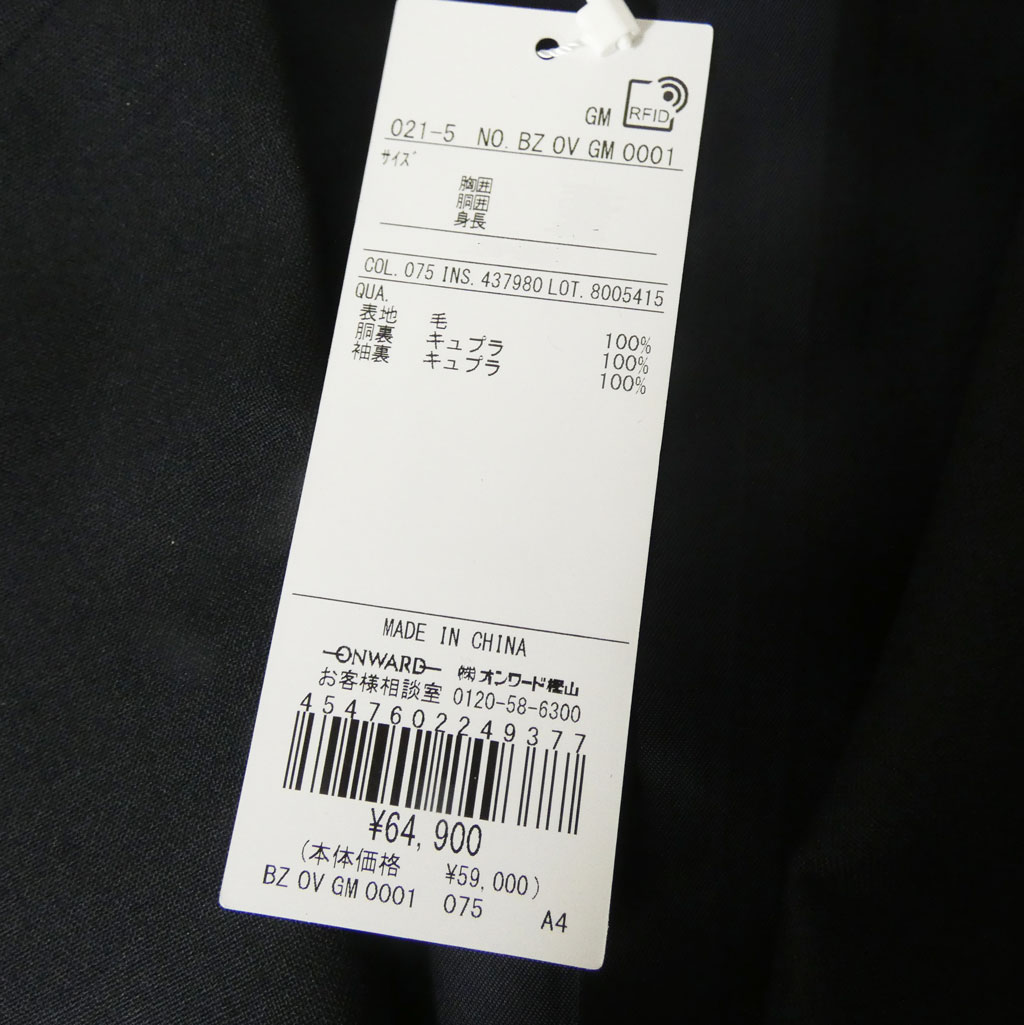 GM RFID
021-5 NO. BZ OV GM 0001
サイズ
胸囲
胴囲
身長
COL. 075 INS. 437980 LOT. 8005415
QUA.
表地 毛 100%
胴裏 キュプラ 100%
袖裏 キュプラ 100%
MADE IN CHINA
ONWARD ㈱オンワード樫山
お客様相談室 0120-58-6300
4547602249377
¥64,900
(本体価格 ¥59,000)
BZ OV GM 0001 075 A4